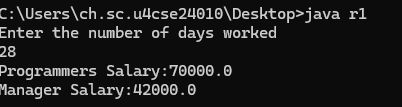 C:\Users\ch.sc.u4cse24010\Desktop>java r1
Enter the number of days worked
28
Programmers Salary:70000.0
Manager Salary:42000.0